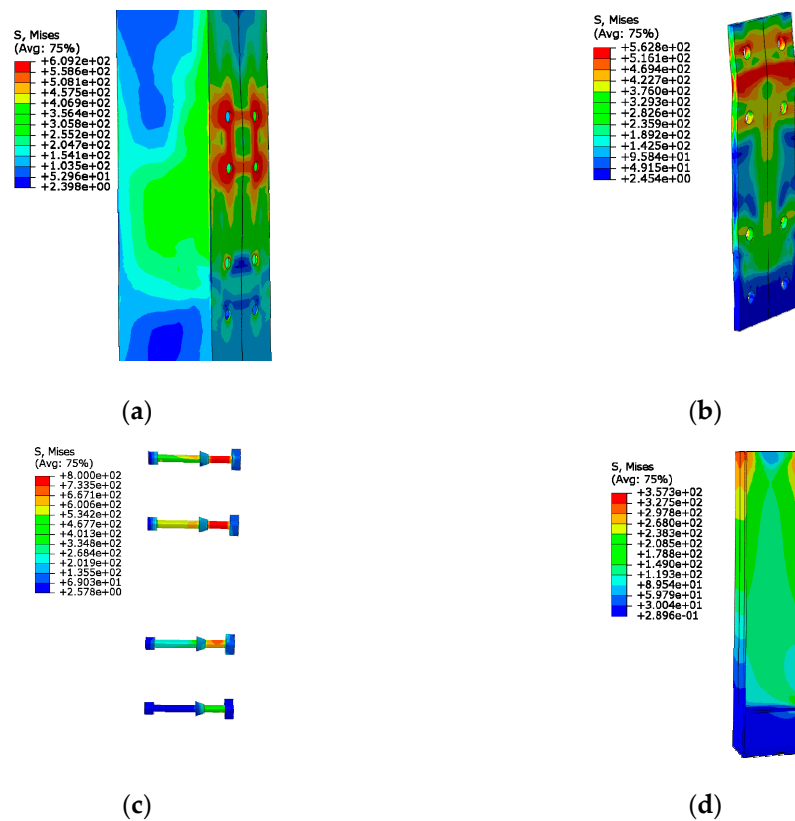 S, Mises
(Avg: 75%)
+6.092e+02
+5.586e+02
+5.081e+02
+4.575e+02
+4.069e+02
+3.564e+02
+3.058e+02
+2.552e+02
+2.047e+02
+1.541e+02
+1.035e+02
+5.296e+01
+2.398e+00
(a)
S, Mises
(Avg: 75%)
+5.628e+02
+5.161e+02
+4.694e+02
+4.227e+02
+3.760e+02
+3.293e+02
+2.826e+02
+2.359e+02
+1.892e+02
+1.425e+02
+9.584e+01
+4.915e+01
+2.454e+00
(b)
S, Mises
(Avg: 75%)
+8.000e+02
+7.335e+02
+6.671e+02
+6.006e+02
+5.342e+02
+4.677e+02
+4.013e+02
+3.348e+02
+2.684e+02
+2.019e+02
+1.355e+02
+6.903e+01
+2.578e+00
(c)
S, Mises
(Avg: 75%)
+3.573e+02
+3.275e+02
+2.978e+02
+2.680e+02
+2.383e+02
+2.085e+02
+1.788e+02
+1.490e+02
+1.193e+02
+8.954e+01
+5.979e+01
+3.004e+01
+2.896e-01
(d)